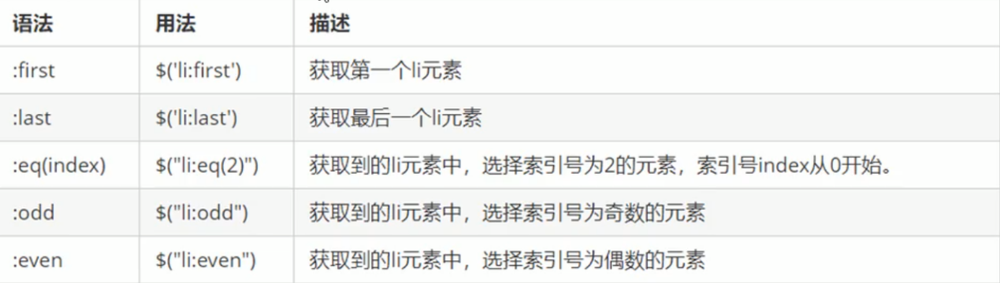 语法 用法 描述
:first $('li:first') 获取第一个li元素
:last $('li:last') 获取最后一个li元素
:eq(index) $("li:eq(2)") 获取到的li元素中，选择索引号为2的元素，索引号index从0开始。
:odd $("li:odd") 获取到的li元素中，选择索引号为奇数的元素
:even $("li:even") 获取到的li元素中，选择索引号为偶数的元素